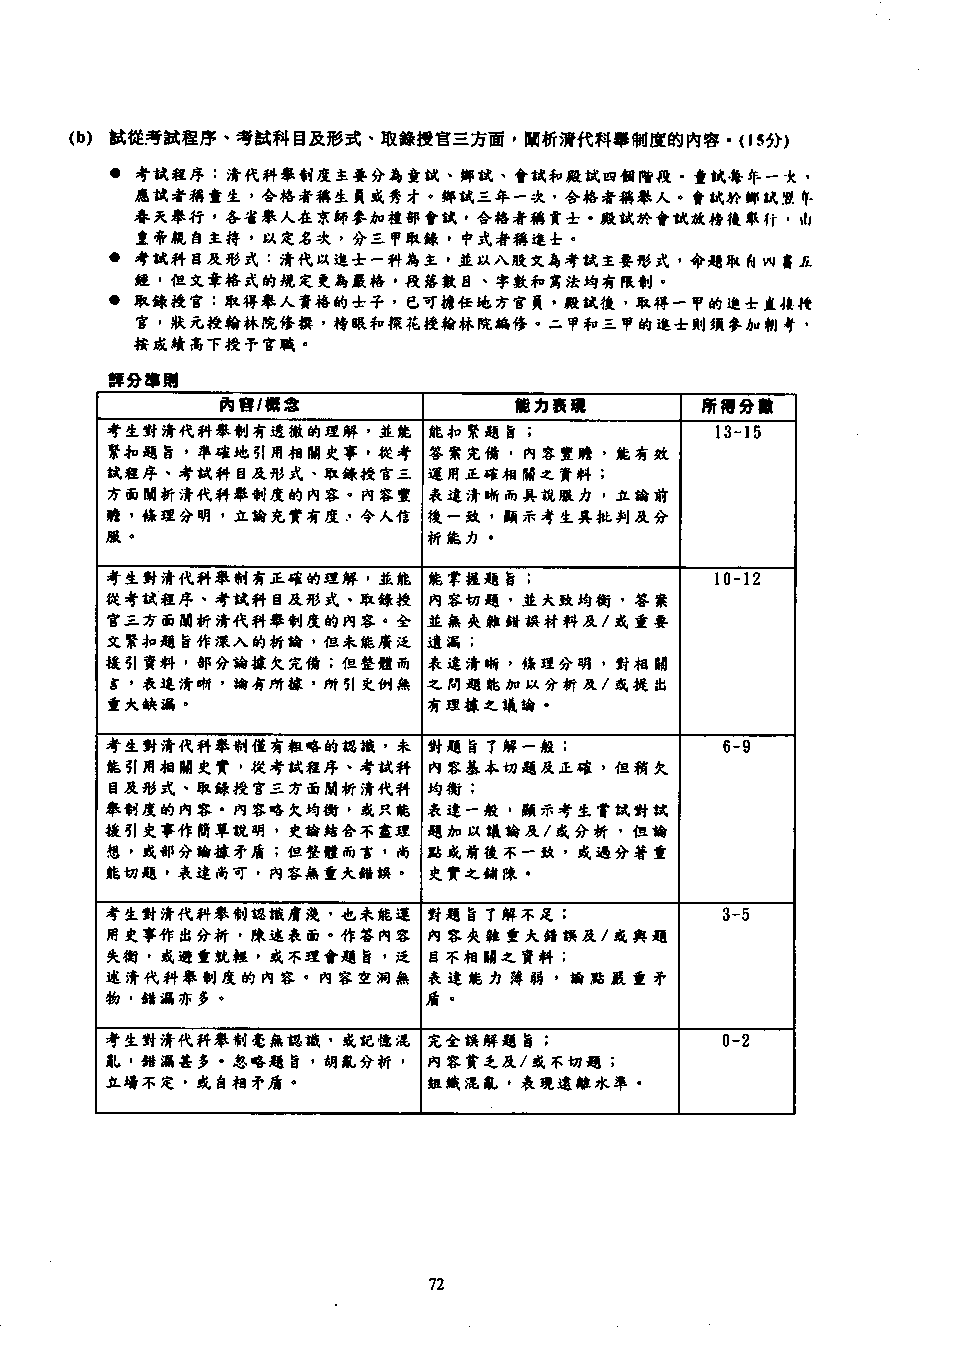 (b) 試從考試程序、考試科目及形式、取錄授官三方面，闡析清代科舉制度的內容。(15分)
● 考試程序：清代科舉制度主要分為童試、鄉試、會試和殿試四個階段。童試每年一次，
應試者稱童生，合格者稱生員或秀才。鄉試三年一次，合格者稱舉人。會試於鄉試翌年
春天舉行，各省舉人在京師參加禮部會試，合格者稱貢士。殿試於會試放榜後舉行，由
皇帝親自主持，以定名次，分三甲取錄，中式者稱進士。
● 考試科目及形式：清代以進士一科為主，並以八股文為考試主要形式，命題取自四書五
經，但文章格式的規定更為嚴格，段落數目、字數和寫法均有限制。
● 取錄授官：取得舉人資格的士子，已可擔任地方官員，殿試後，取得一甲的進士直接授
官，狀元授翰林院修撰，榜眼和探花授翰林院編修。二甲和三甲的進士則須參加朝考，
按成績高下授予官職。
評分準則
內容/概念 能力表現 所得分數
考生對清代科舉制有透徹的理解，並能 能扣緊題旨； 13-15
緊扣題旨，準確地引用相關史事，從考 答案完備，內容豐贍，能有效
試程序、考試科目及形式、取錄授官三 運用正確相關之資料；
方面闡析清代科舉制度的內容。內容豐 表達清晰而具說服力，立論前
贍，條理分明，立論充實有度，令人信 後一致，顯示考生具批判及分
服。 析能力。
考生對清代科舉制有正確的理解，並能 能掌握題旨； 10-12
從考試程序、考試科目及形式、取錄授 內容切題，並大致均衡，答案
官三方面闡析清代科舉制度的內容。全 並無夾雜錯誤材料及/或重要
文緊扣題旨作深入的析論，但未能廣泛 遺漏；
援引資料，部分論據欠完備；但整體而 表達清晰，條理分明，對相關
言，表達清晰，論有所據，所引史例無 之問題能加以分析及/或提出
重大缺漏。 有理據之議論。
考生對清代科舉制僅有粗略的認識，未 對題旨了解一般； 6-9
能引用相關史實，從考試程序、考試科 內容基本切題及正確，但稍欠
目及形式、取錄授官三方面闡析清代科 均衡；
舉制度的內容。內容略欠均衡，或只能 表達一般，顯示考生嘗試對試
援引史事作簡單說明，史論結合不盡理 題加以議論及/或分析，但論
想，或部分論據矛盾；但整體而言，尚 點或前後不一致，或過分著重
能切題，表達尚可，內容無重大錯誤。 史實之鋪陳。
考生對清代科舉制認識膚淺，也未能運 對題旨了解不足； 3-5
用史事作出分析，陳述表面。作答內容 內容夾雜重大錯誤及/或與題
失衡，或避重就輕，或不理會題旨，泛 目不相關之資料；
述清代科舉制度的內容。內容空洞無 表達能力薄弱，論點嚴重矛
物，錯漏亦多。 盾。
考生對清代科舉制毫無認識，或記憶混 完全誤解題旨； 0-2
亂，錯漏甚多。忽略題旨，胡亂分析， 內容貧乏及/或不切題；
立場不定，或自相矛盾。 組織混亂，表現遠離水準。
72